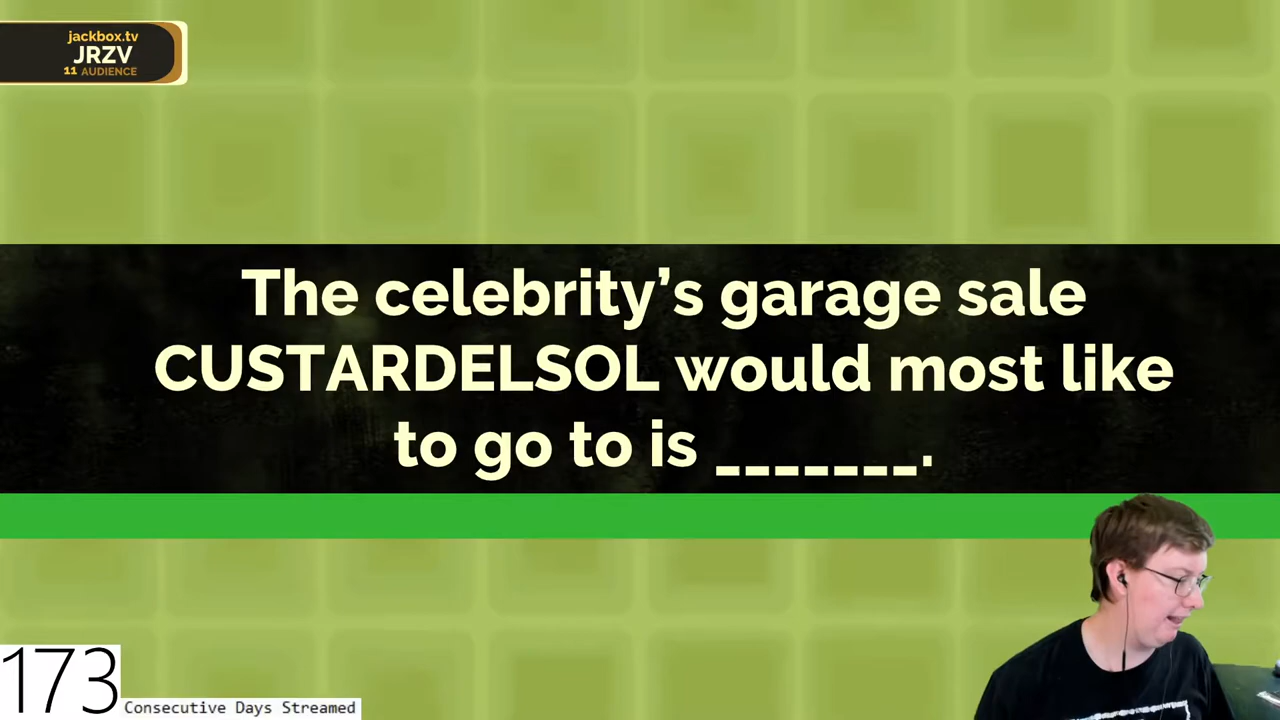 jackbox.tv
JRZV
11 AUDIENCE
The celebrity’s garage sale
CUSTARDELSOL would most like
to go to is _______.
173 Consecutive Days Streamed